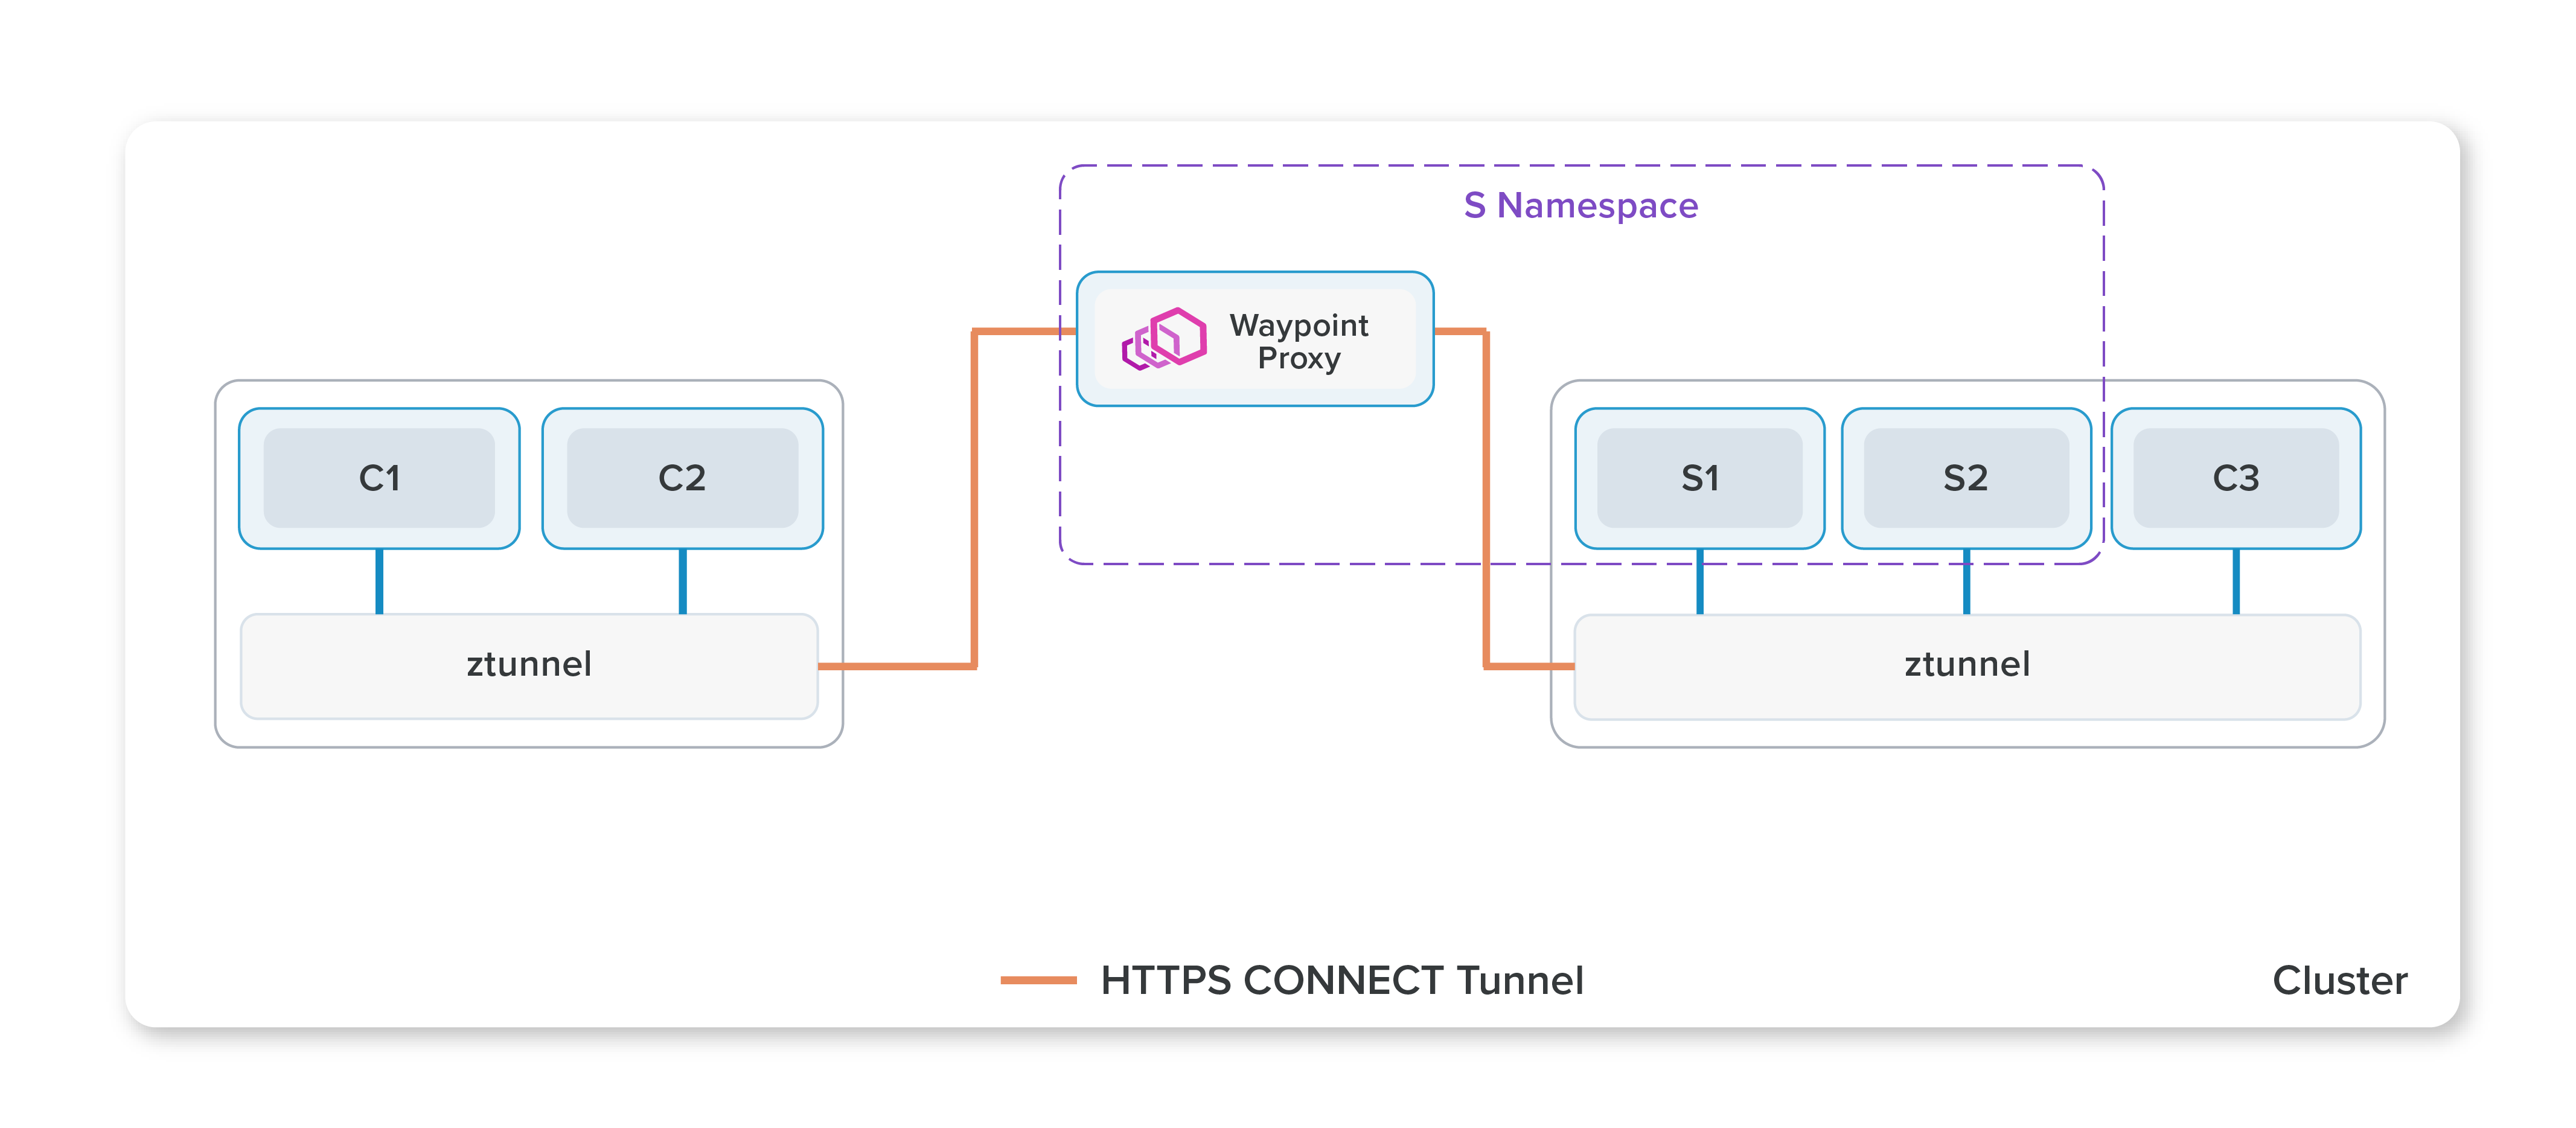 S Namespace
Waypoint
Proxy
C1
C2
S1
S2
C3
ztunnel
ztunnel
HTTPS CONNECT Tunnel
Cluster